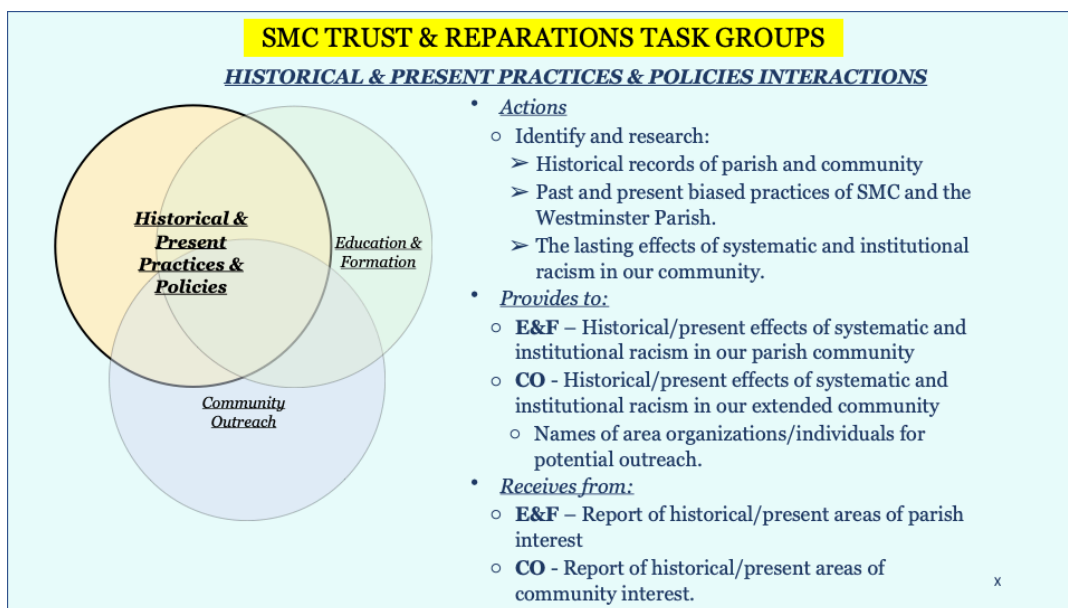 SMC TRUST & REPARATIONS TASK GROUPS
HISTORICAL & PRESENT PRACTICES & POLICIES INTERACTIONS
Historical &
Present
Practices &
Policies
Education &
Formation
Community
Outreach
• Actions
o Identify and research:
➢ Historical records of parish and community
➢ Past and present biased practices of SMC and the
Westminster Parish.
➢ The lasting effects of systematic and institutional
racism in our community.
• Provides to:
o E&F – Historical/present effects of systematic and
institutional racism in our parish community
o CO - Historical/present effects of systematic and
institutional racism in our extended community
o Names of area organizations/individuals for
potential outreach.
• Receives from:
o E&F – Report of historical/present areas of parish
interest
o CO - Report of historical/present areas of
community interest.
x